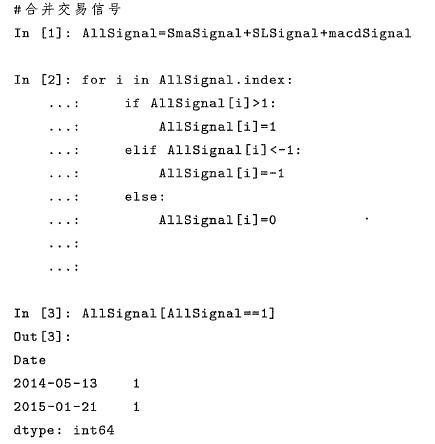 #合并交易信号
In [1]: AllSignal=SmaSignal+SLSignal+macdSignal
In [2]: for i in AllSignal.index:
...: if AllSignal[i]>1:
...: AllSignal[i]=1
...: elif AllSignal[i]<-1:
...: AllSignal[i]=-1
...: else:
...: AllSignal[i]=0
...:
...:
In [3]: AllSignal[AllSignal==1]
Out[3]:
Date
2014-05-13 1
2015-01-21 1
dtype: int64